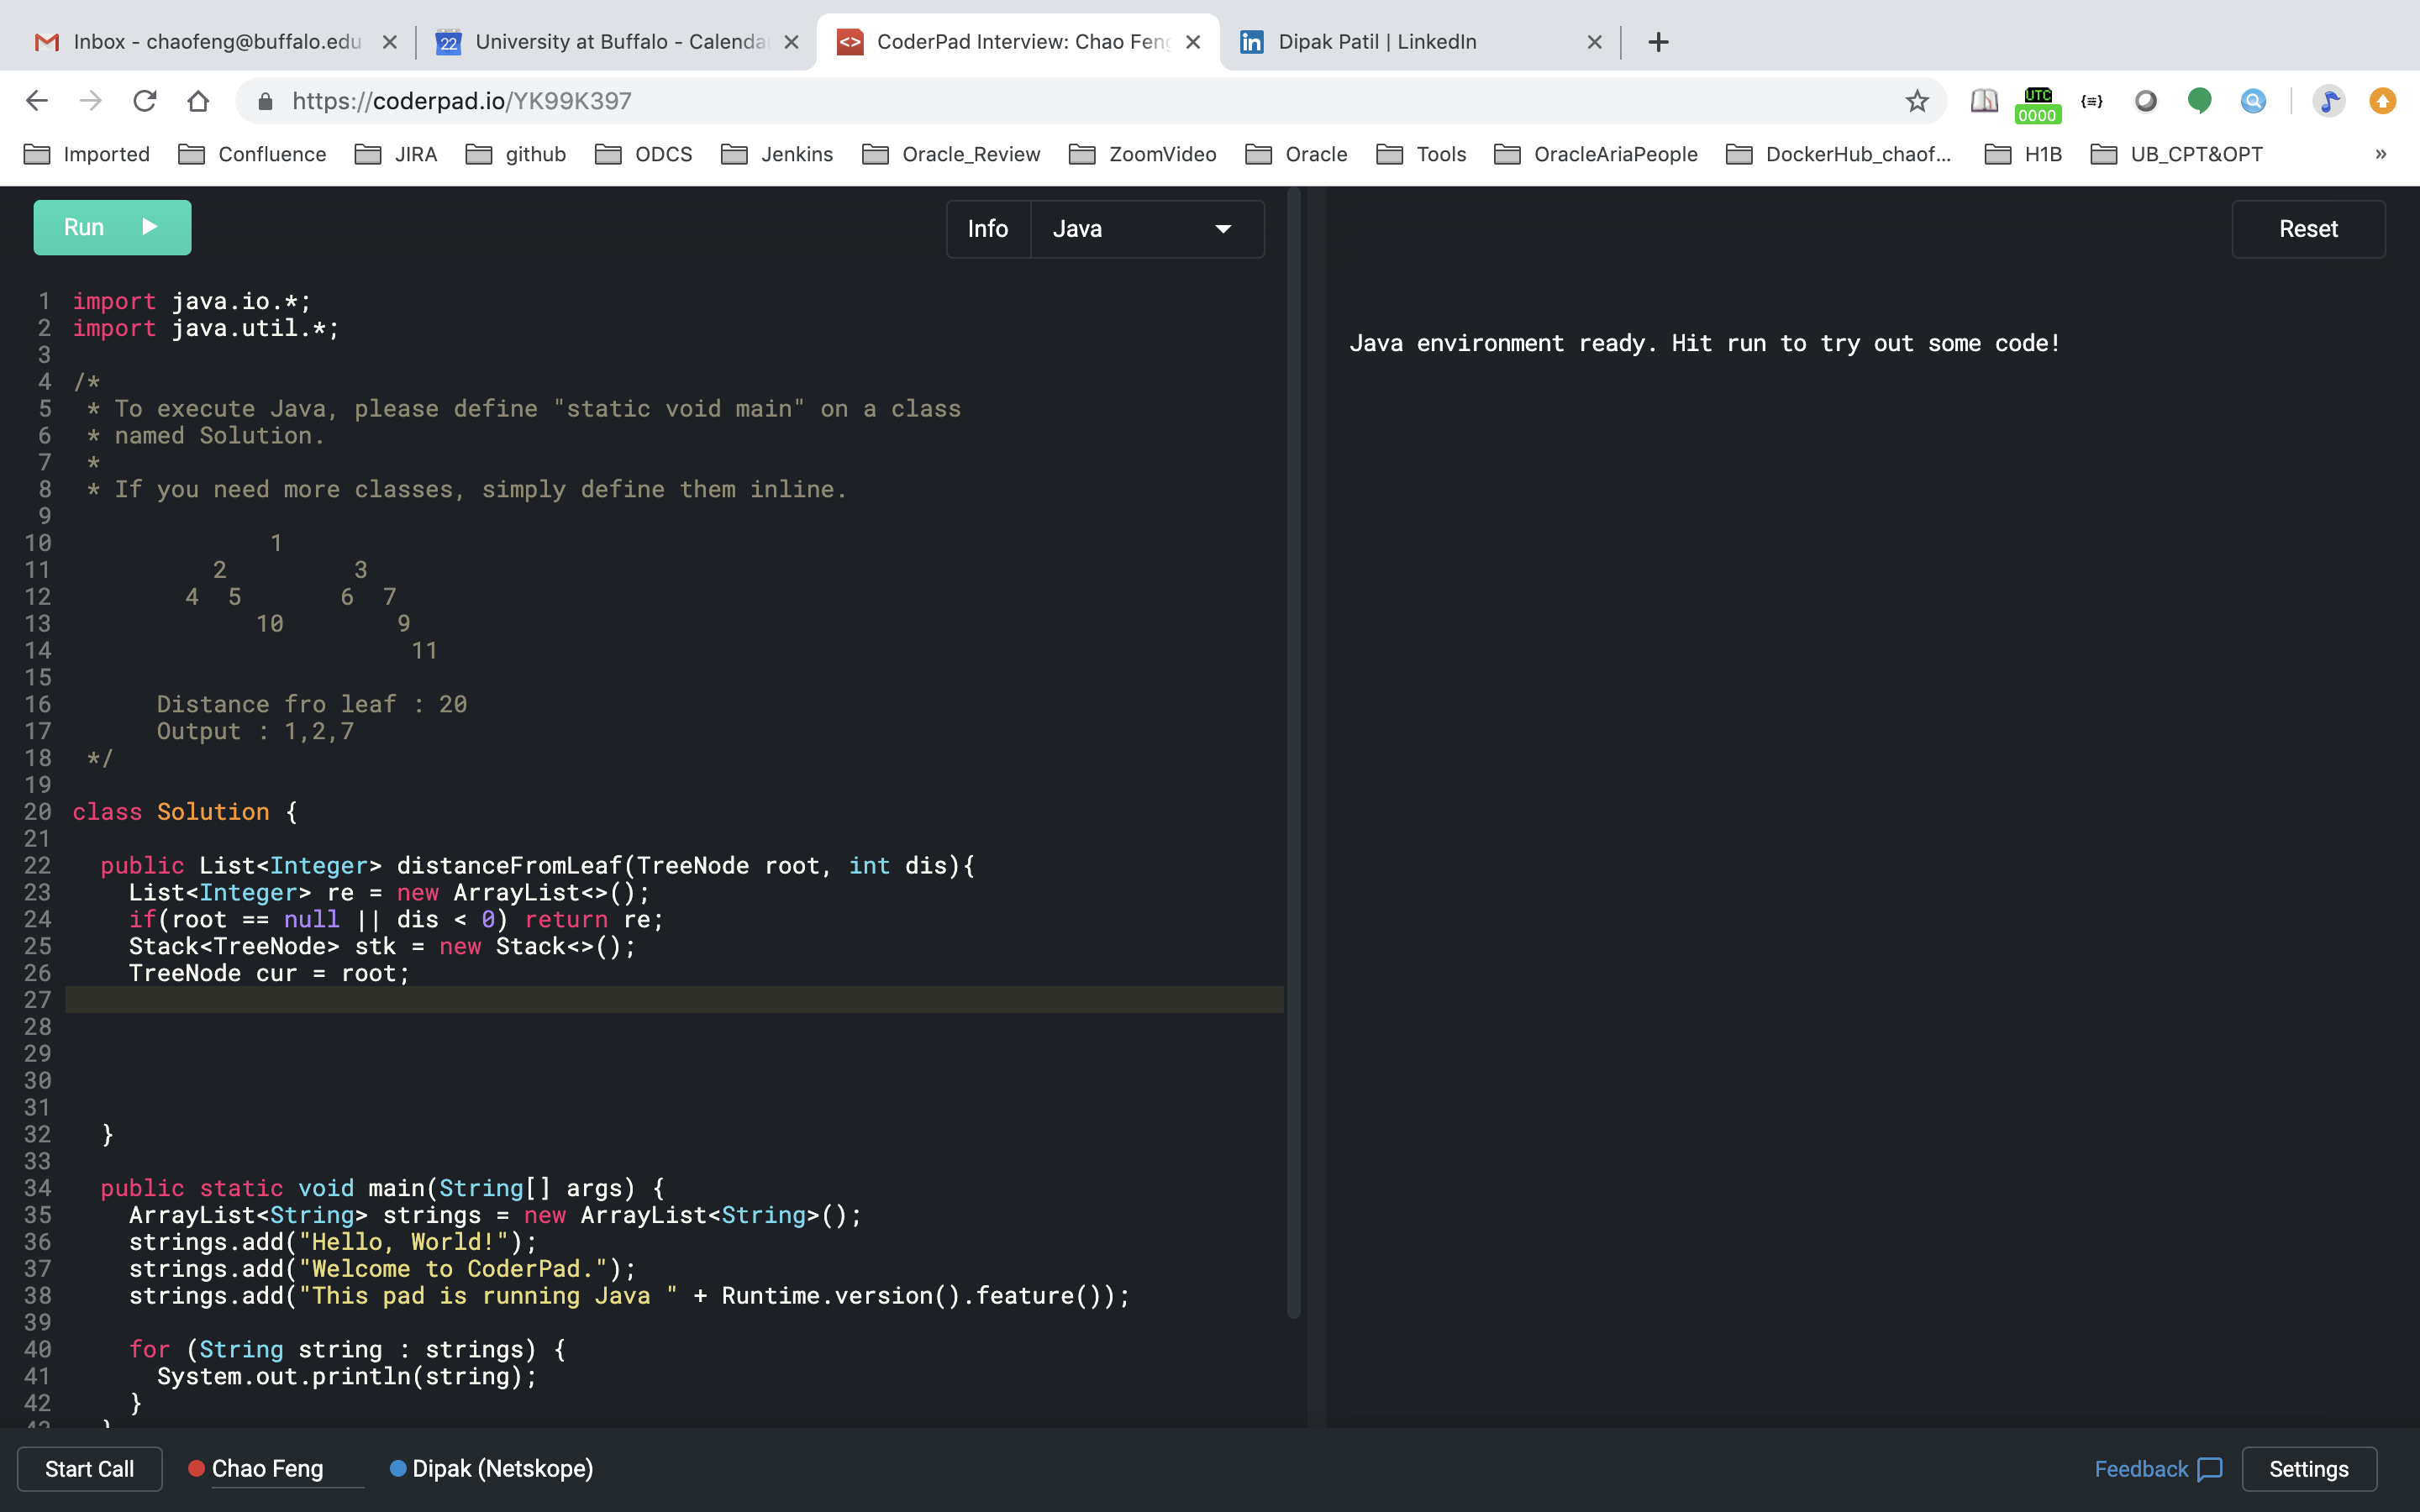 Inbox - chaofeng@buffalo.edu
University at Buffalo - Calenda
CoderPad Interview: Chao Feng
Dipak Patil | LinkedIn
https://coderpad.io/YK99K397
UTC
0000
Imported Confluence JIRA github ODCS Jenkins Oracle_Review ZoomVideo Oracle Tools OracleAriaPeople DockerHub_chaof... H1B UB_CPT&OPT »
Run
Info
Java
Reset
1 import java.io.*;
2 import java.util.*;
3
4 /*
5  * To execute Java, please define "static void main" on a class
6  * named Solution.
7  *
8  * If you need more classes, simply define them inline.
9
10               1
11           2         3
12         4  5       6  7
13              10        9
14                         11
15
16       Distance fro leaf : 20
17       Output : 1,2,7
18  */
19
20 class Solution {
21
22   public List<Integer> distanceFromLeaf(TreeNode root, int dis){
23     List<Integer> re = new ArrayList<>();
24     if(root == null || dis < 0) return re;
25     Stack<TreeNode> stk = new Stack<>();
26     TreeNode cur = root;
27
28
29
30
31
32   }
33
34   public static void main(String[] args) {
35     ArrayList<String> strings = new ArrayList<String>();
36     strings.add("Hello, World!");
37     strings.add("Welcome to CoderPad.");
38     strings.add("This pad is running Java " + Runtime.version().feature());
39
40     for (String string : strings) {
41       System.out.println(string);
42     }
43   }
Java environment ready. Hit run to try out some code!
Start Call
Chao Feng
Dipak (Netskope)
Feedback
Settings